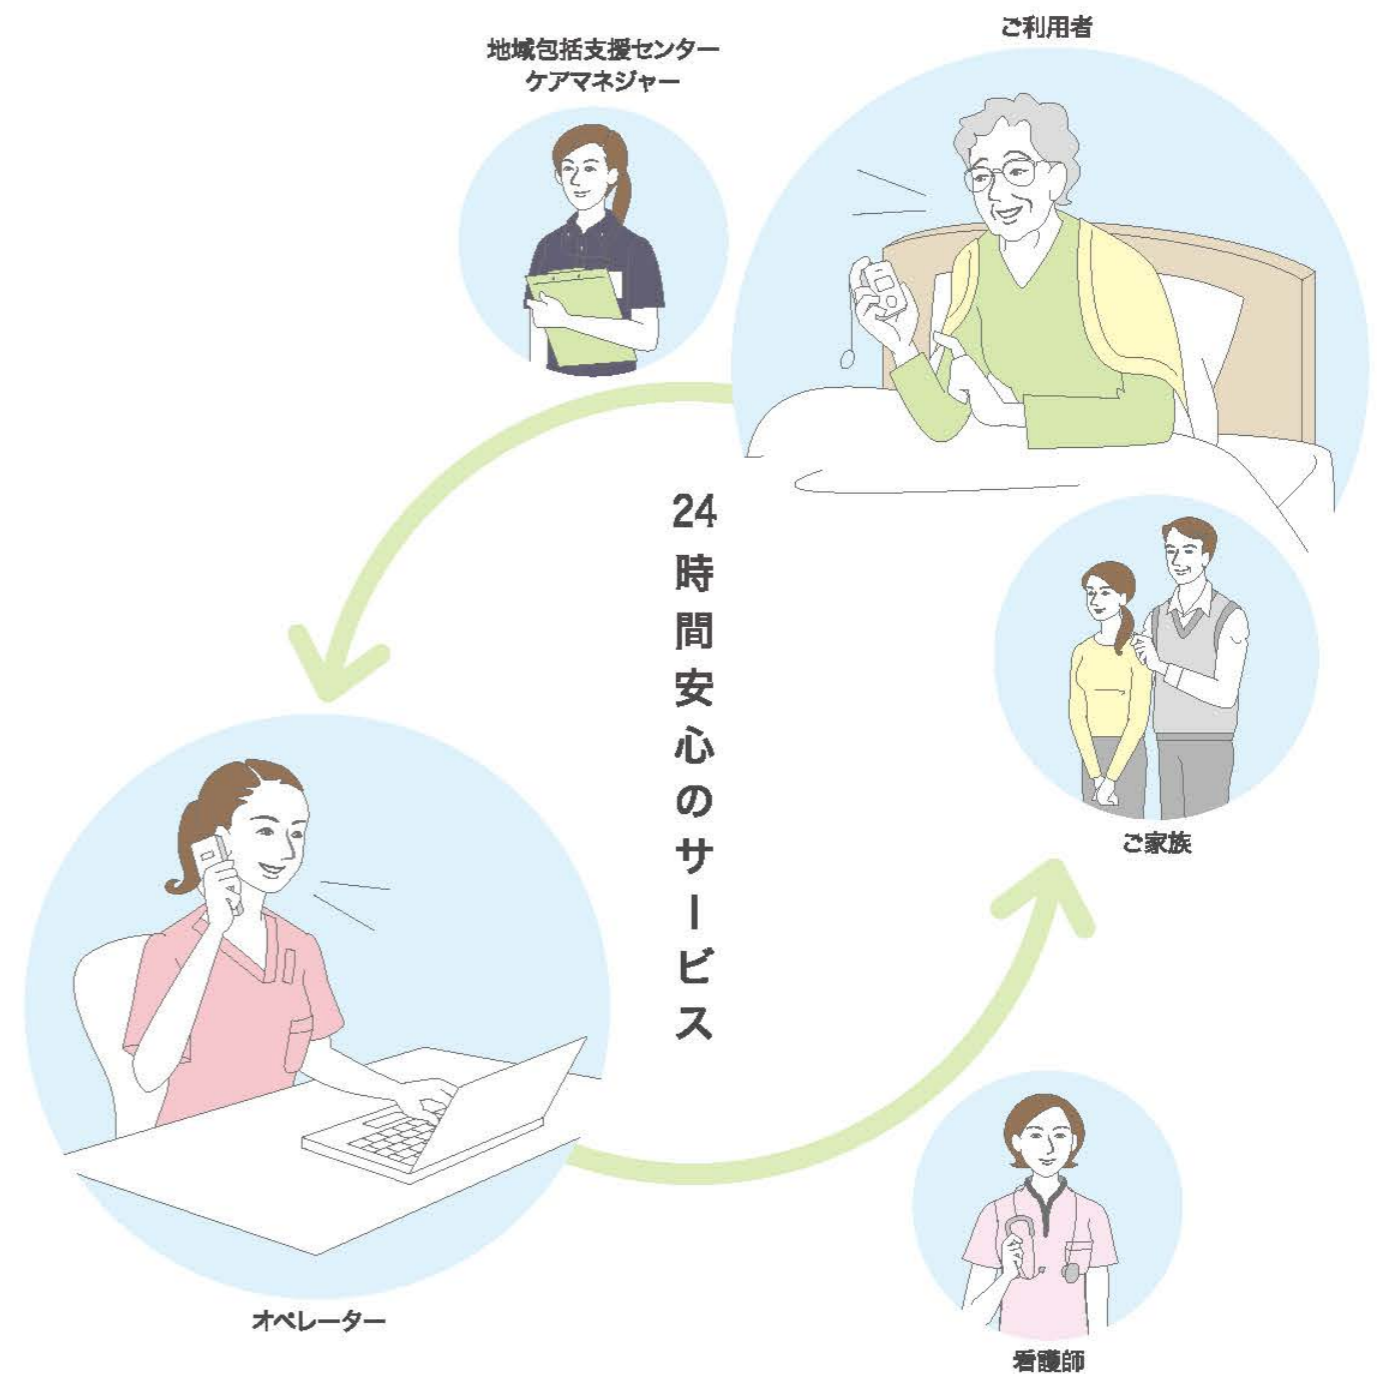 ご利用者
地域包括支援センター
ケアマネジャー
24時間安心のサービス
ご家族
オペレーター
看護師